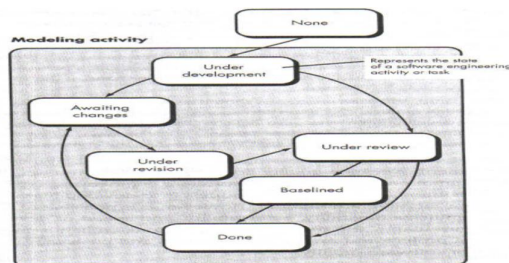 None
Modeling activity
Under
development
Represents the state
of a software engineering
activity or task
Awaiting
changes
Under
revision
Under review
Baselined
Done